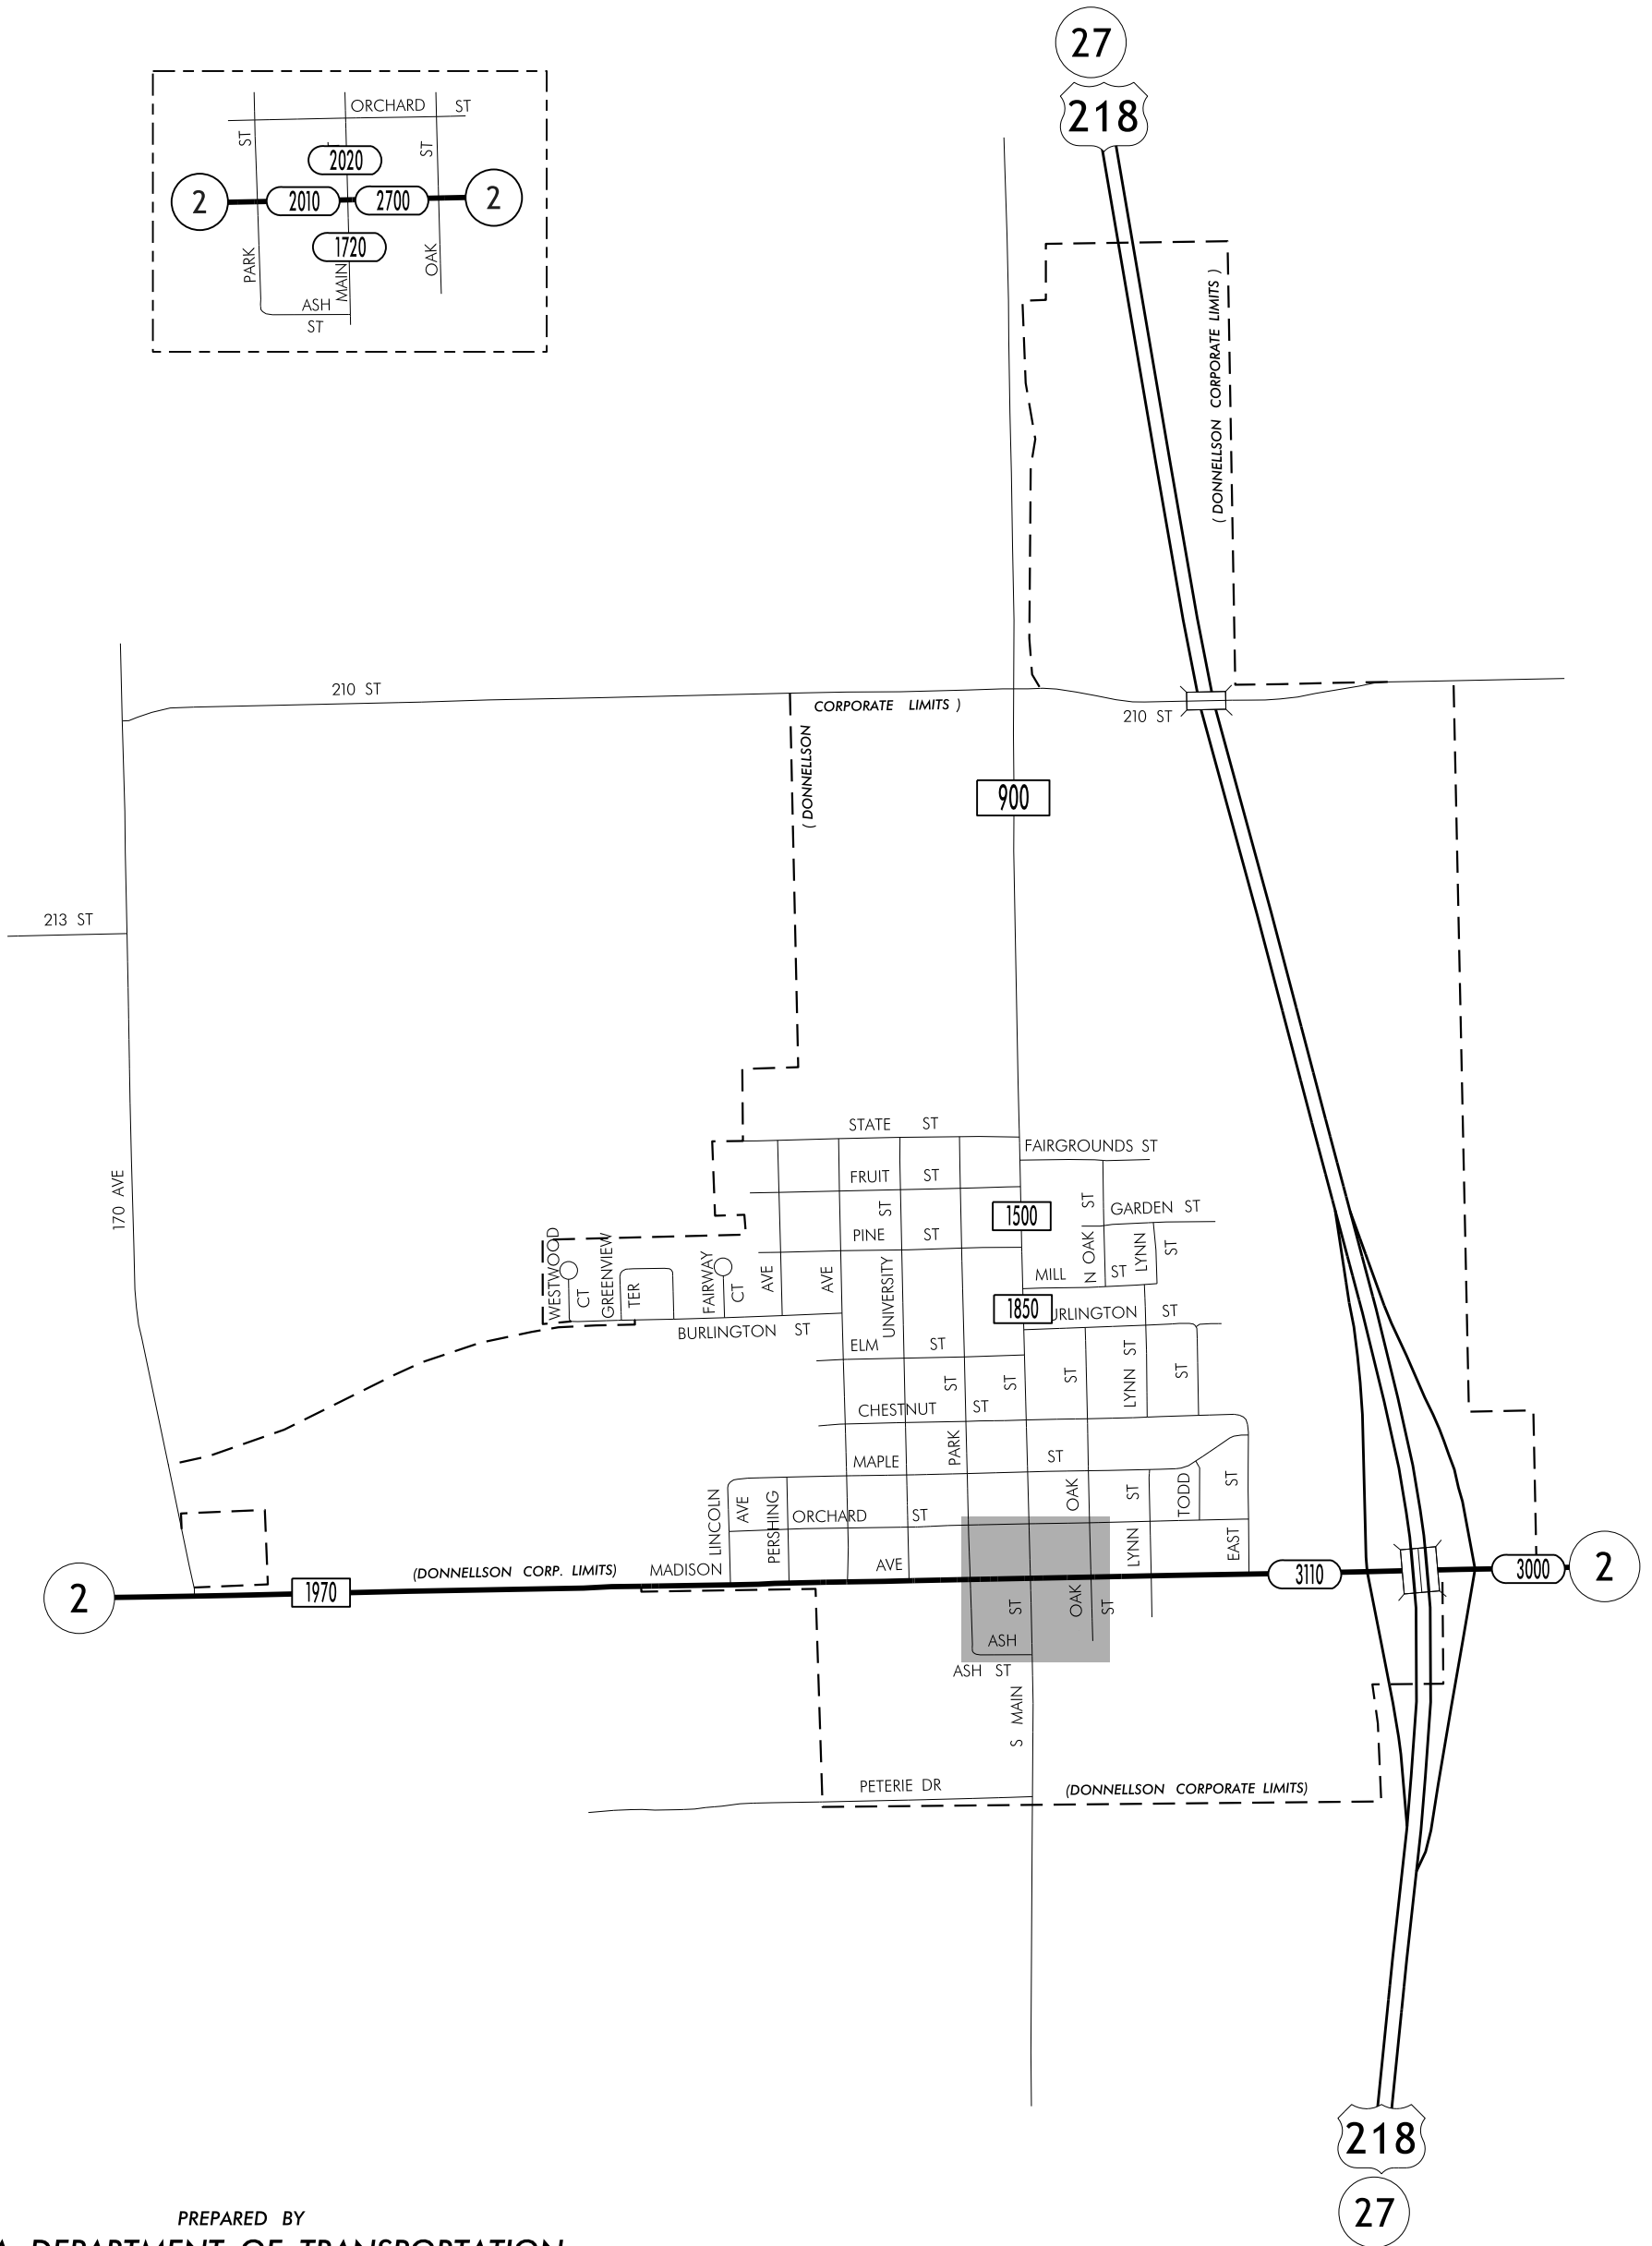 27
218
ORCHARD ST
ST
ST
2020
2
2010
2700
2
1720
PARK
MAIN
OAK
ASH
ST
( DONNELLSON CORPORATE LIMITS )
210 ST
CORPORATE LIMITS )
( DONNELLSON
210 ST
900
213 ST
170 AVE
STATE ST
FAIRGROUNDS ST
FRUIT ST
ST
1500
ST
GARDEN ST
PINE ST
N OAK
LYNN
ST
WESTWOOD
CT
GREENVIEW
TER
FAIRWAY
CT
AVE
AVE
UNIVERSITY
MILL ST
1850
URLINGTON ST
BURLINGTON ST
ELM ST
ST
ST
ST
LYNN ST
ST
CHESTNUT ST
PARK
MAPLE ST
LINCOLN
AVE
PERSHING
OAK
ST
TODD
ST
ORCHARD ST
LYNN
EAST
(DONNELLSON CORP. LIMITS)
MADISON AVE
2
1970
3110
3000
2
ST
OAK
ST
ASH
ASH ST
S MAIN
PETERIE DR
(DONNELLSON CORPORATE LIMITS)
218
27
PREPARED BY
A DEPARTMENT OF TRANSPORTATION